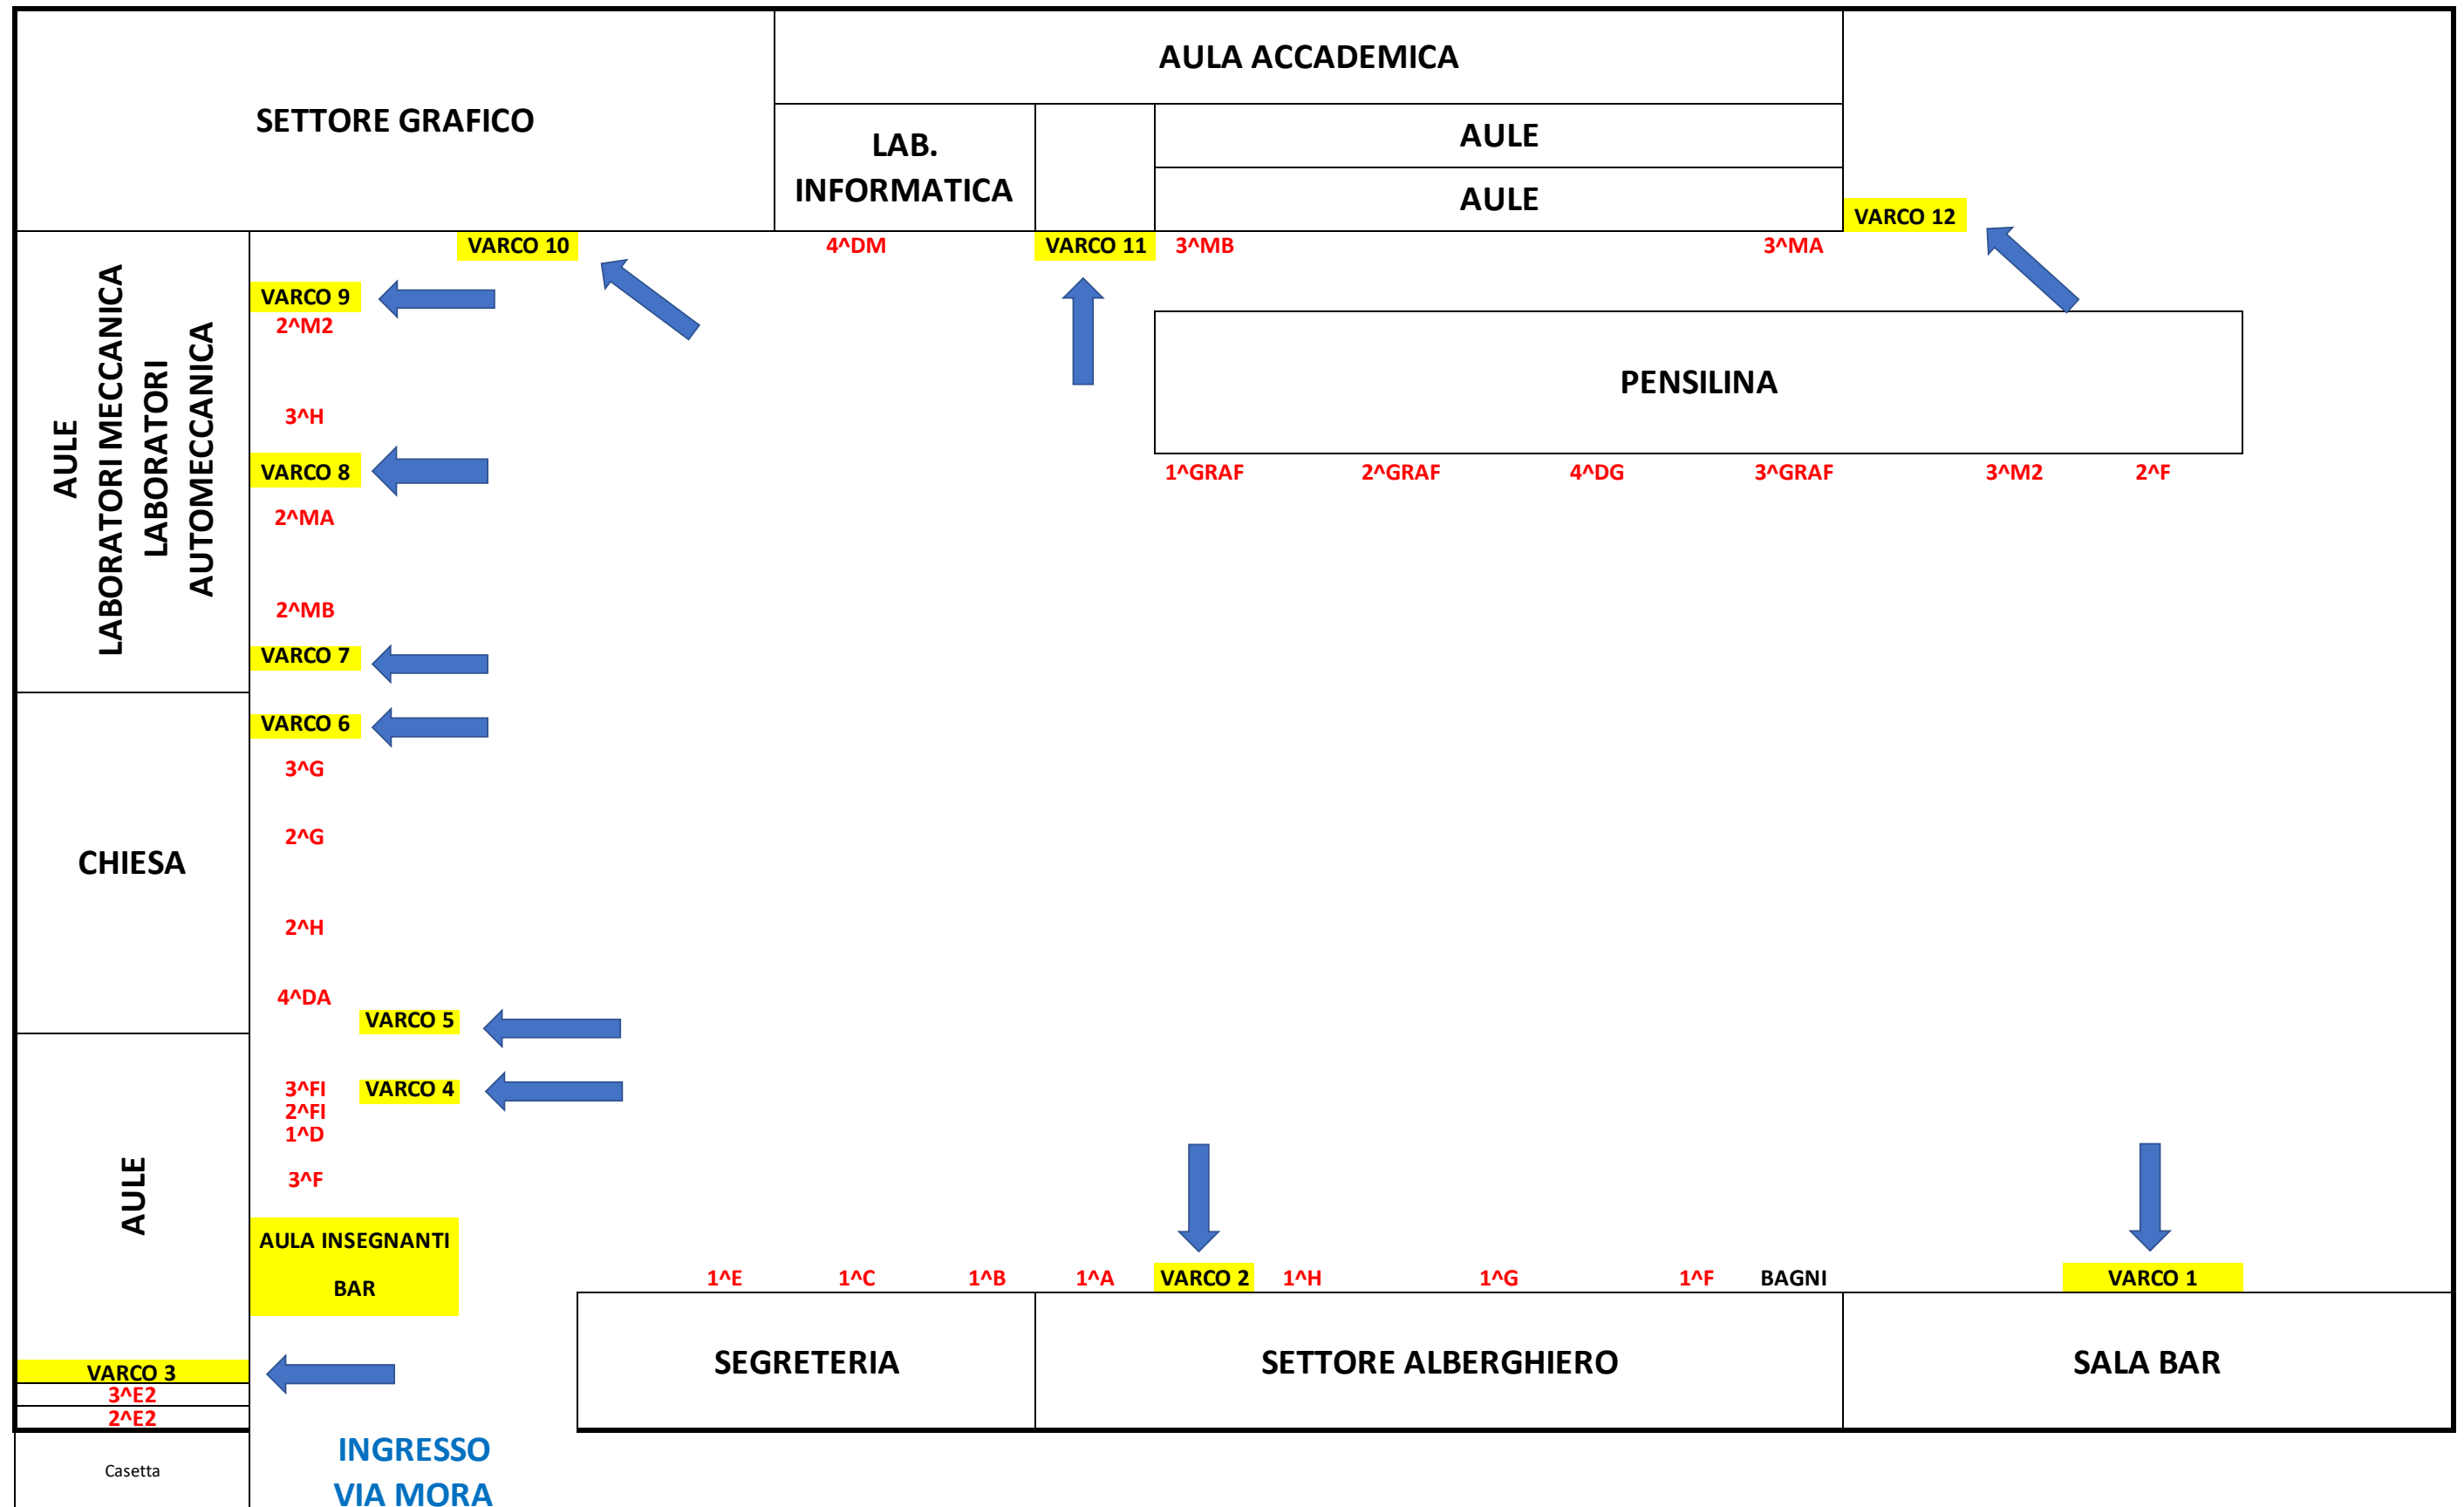 AULA ACCADEMICA
SETTORE GRAFICO
LAB.
INFORMATICA
AULE
AULE
VARCO 12
VARCO 10
4^DM
VARCO 11
3^MB
3^MA
AULE
LABORATORI MECCANICA
LABORATORI
AUTOMECCANICA
VARCO 9
2^M2
3^H
VARCO 8
2^MA
2^MB
VARCO 7
PENSILINA
1^GRAF 2^GRAF 4^DG 3^GRAF 3^M2 2^F
CHIESA
VARCO 6
3^G
2^G
2^H
4^DA
VARCO 5
AULE
3^FI VARCO 4
2^FI
1^D
3^F
AULA INSEGNANTI
BAR
1^E 1^C 1^B 1^A VARCO 2 1^H 1^G 1^F BAGNI VARCO 1
SEGRETERIA
SETTORE ALBERGHIERO
SALA BAR
VARCO 3
3^E2
2^E2
Casetta
INGRESSO
VIA MORA